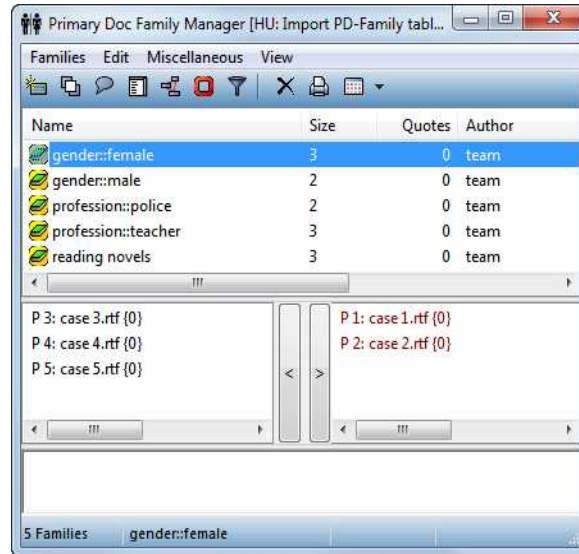 Primary Doc Family Manager [HU: Import PD-Family tabl...
Families Edit Miscellaneous View
Name Size Quotes Author
gender::female 3 0 team
gender::male 2 0 team
profession::police 2 0 team
profession::teacher 3 0 team
reading novels 3 0 team
P 3: case 3.rtf {0} P 1: case 1.rtf {0}
P 4: case 4.rtf {0} P 2: case 2.rtf {0}
P 5: case 5.rtf {0}
< >
5 Families gender::female